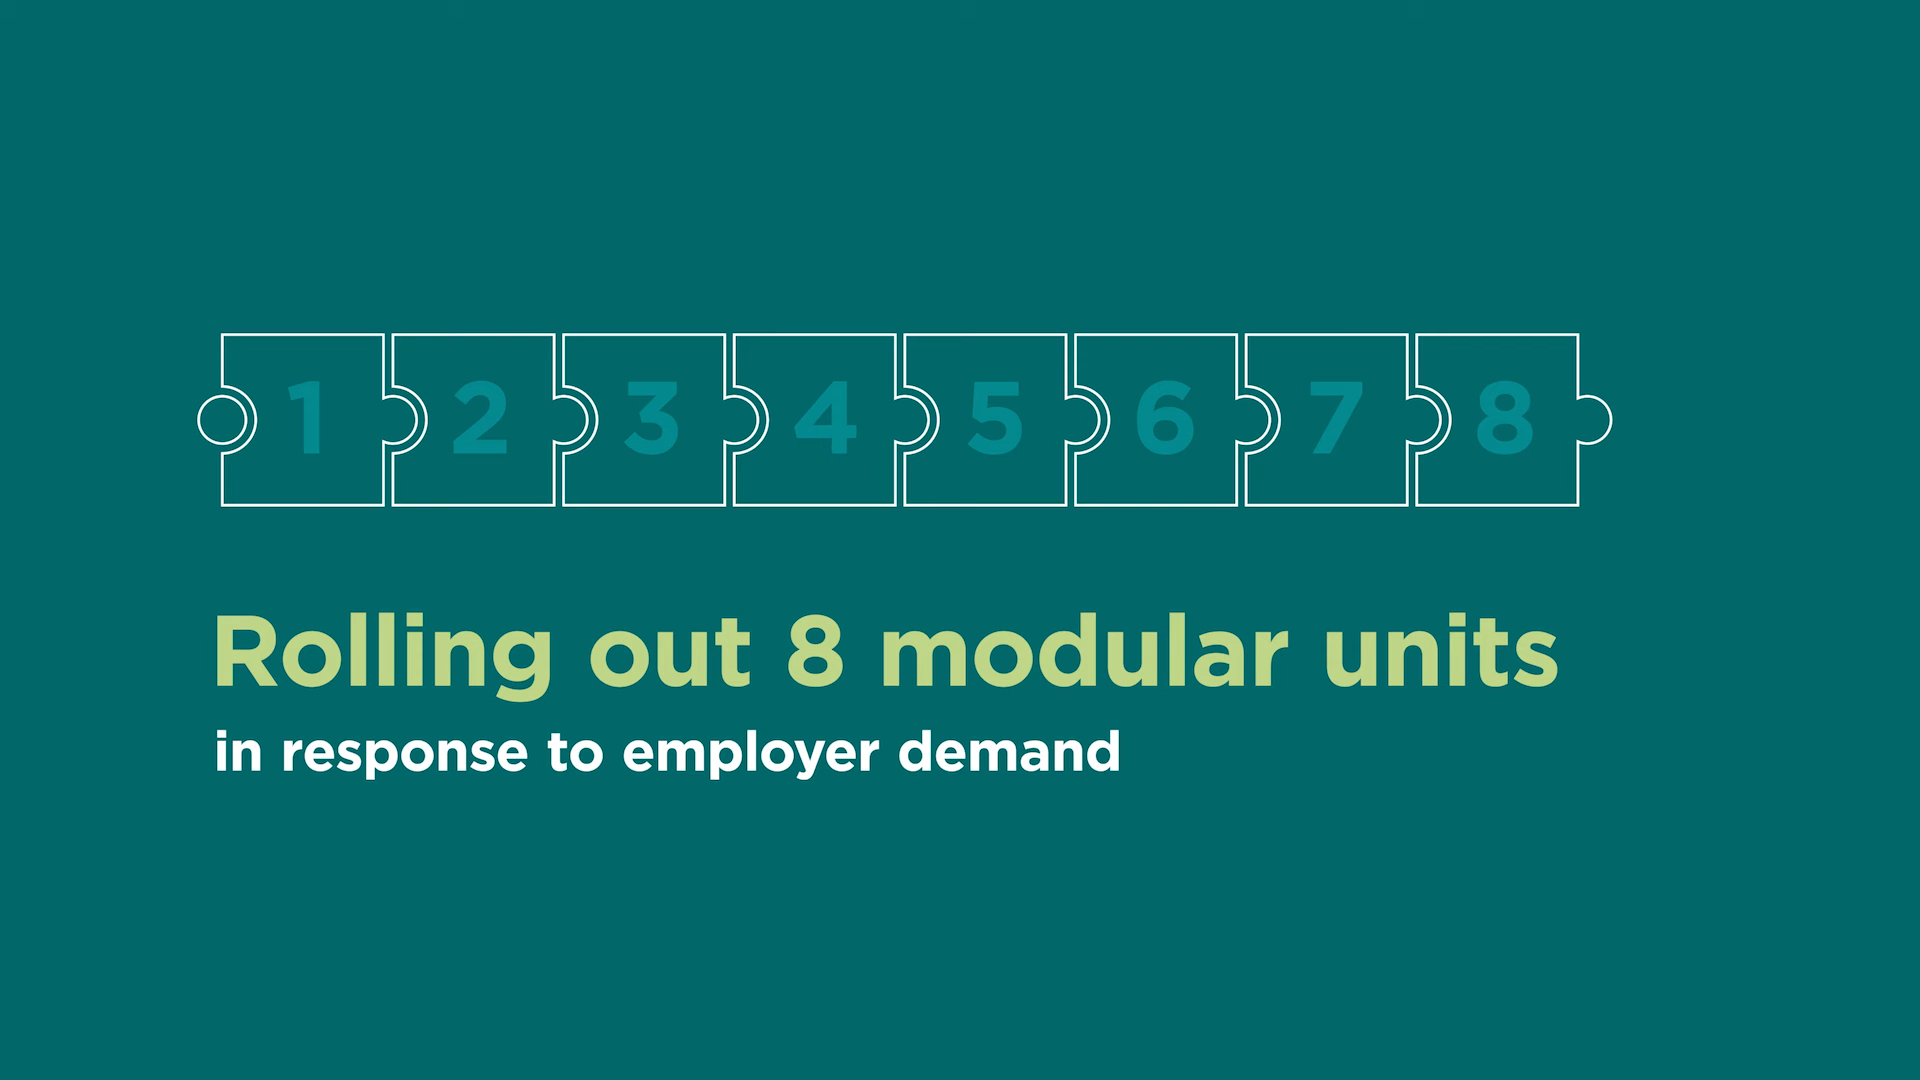 1 2 3 4 5 6 7 8
Rolling out 8 modular units
in response to employer demand